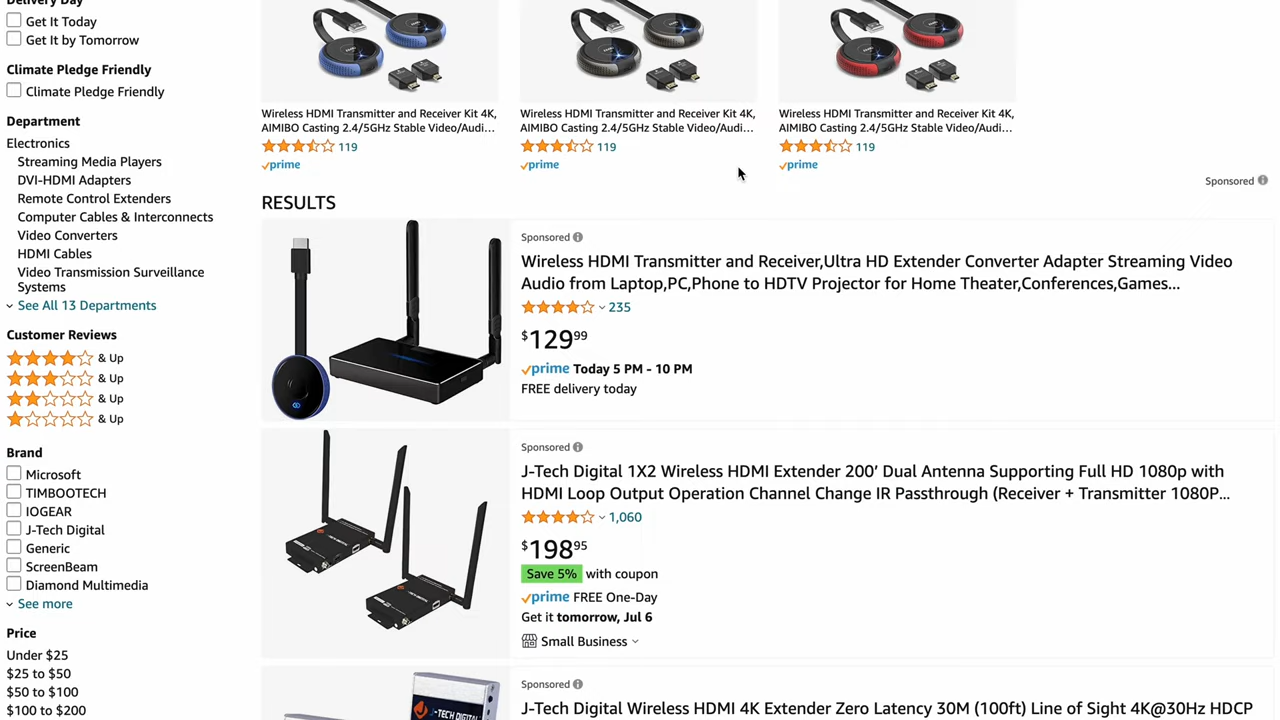 Delivery Day
Get It Today
Get It by Tomorrow
Climate Pledge Friendly
Climate Pledge Friendly
Department
Electronics
Streaming Media Players
DVI-HDMI Adapters
Remote Control Extenders
Computer Cables & Interconnects
Video Converters
HDMI Cables
Video Transmission Surveillance
Systems
See All 13 Departments
Customer Reviews
& Up
& Up
& Up
& Up
Brand
Microsoft
TIMBOOTECH
IOGEAR
J-Tech Digital
Generic
ScreenBeam
Diamond Multimedia
See more
Price
Under $25
$25 to $50
$50 to $100
$100 to $200
Wireless HDMI Transmitter and Receiver Kit 4K,
AIMIBO Casting 2.4/5GHz Stable Video/Audi...
119
prime
Wireless HDMI Transmitter and Receiver Kit 4K,
AIMIBO Casting 2.4/5GHz Stable Video/Audi...
119
prime
Wireless HDMI Transmitter and Receiver Kit 4K,
AIMIBO Casting 2.4/5GHz Stable Video/Audi...
119
prime
Sponsored
RESULTS
Sponsored
Wireless HDMI Transmitter and Receiver,Ultra HD Extender Converter Adapter Streaming Video
Audio from Laptop,PC,Phone to HDTV Projector for Home Theater,Conferences,Games...
235
$129.99
prime Today 5 PM - 10 PM
FREE delivery today
Sponsored
J-Tech Digital 1X2 Wireless HDMI Extender 200' Dual Antenna Supporting Full HD 1080p with
HDMI Loop Output Operation Channel Change IR Passthrough (Receiver + Transmitter 1080P...
1,060
$198.95
Save 5% with coupon
prime FREE One-Day
Get it tomorrow, Jul 6
Small Business
J-TECH DIGITAL
Sponsored
J-Tech Digital Wireless HDMI 4K Extender Zero Latency 30M (100ft) Line of Sight 4K@30Hz HDCP